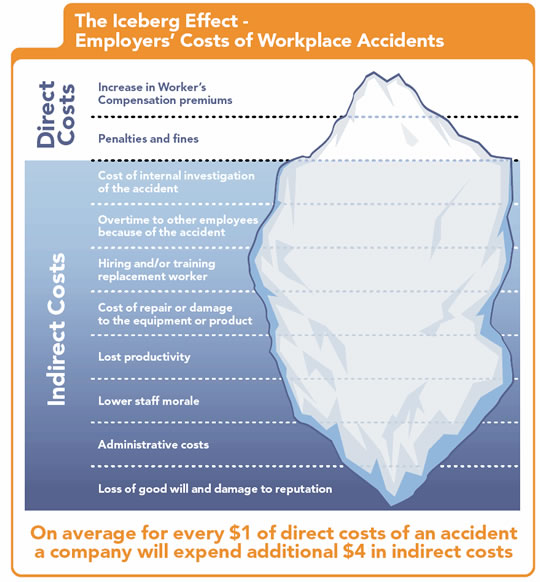 The Iceberg Effect -
Employers' Costs of Workplace Accidents
Direct
Costs
Increase in Worker's
Compensation premiums
Penalties and fines
Indirect Costs
Cost of internal investigation
of the accident
Overtime to other employees
because of the accident
Hiring and/or training
replacement worker
Cost of repair or damage
to the equipment or product
Lost productivity
Lower staff morale
Administrative costs
Loss of good will and damage to reputation
On average for every $1 of direct costs of an accident
a company will expend additional $4 in indirect costs